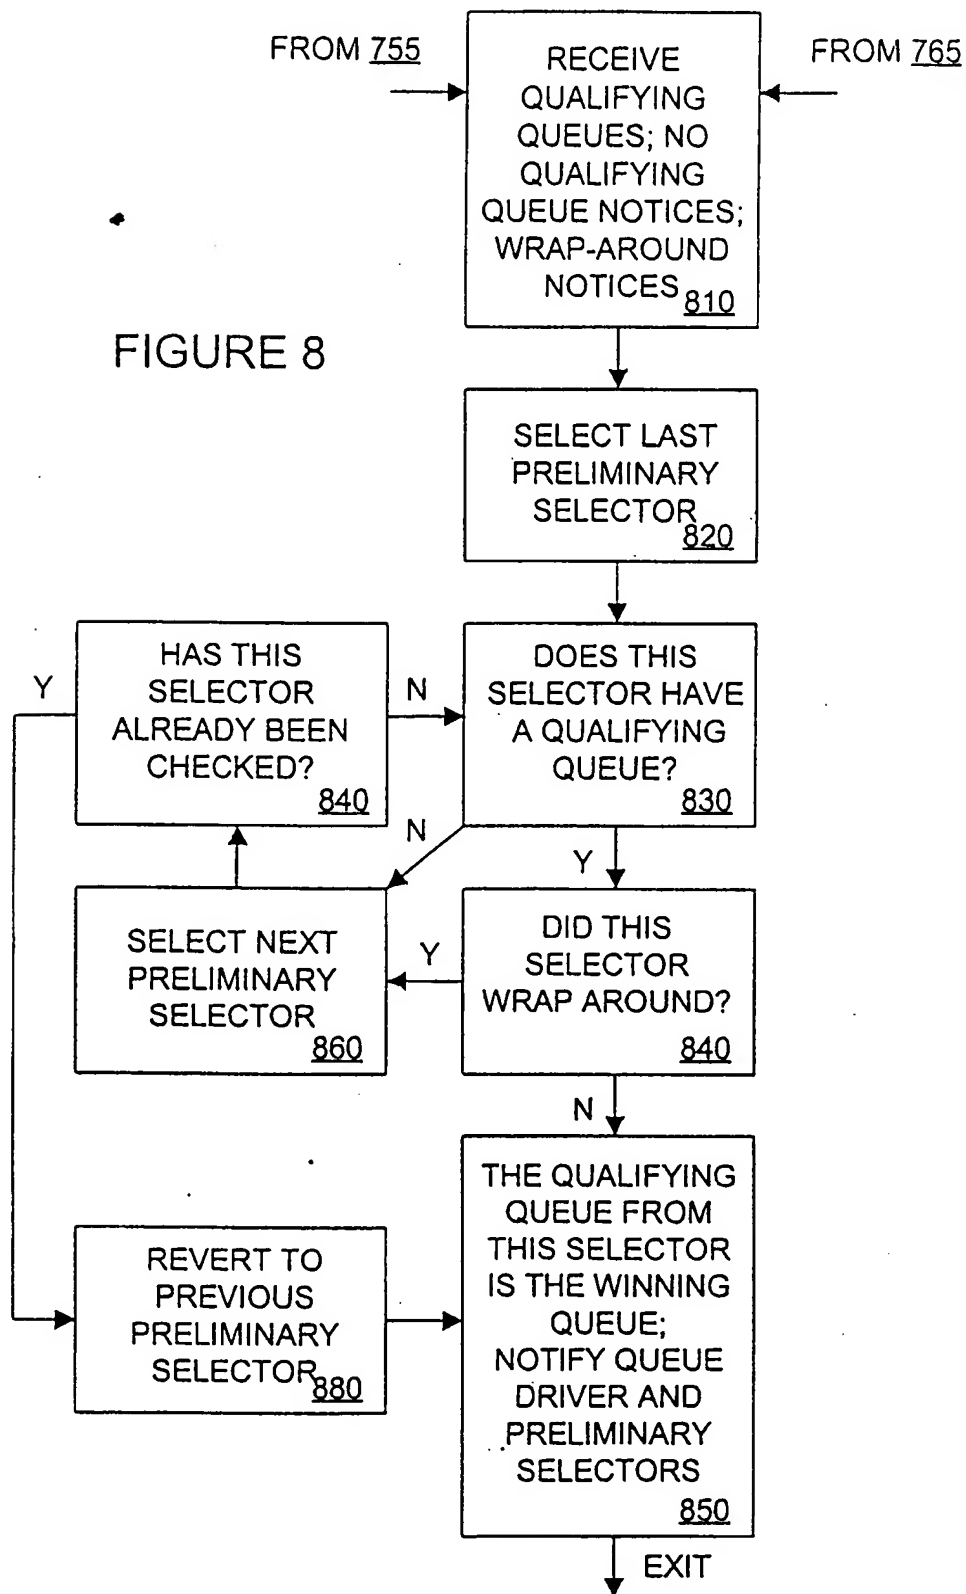 FROM 755
FROM 765
RECEIVE
QUALIFYING
QUEUES; NO
QUALIFYING
QUEUE NOTICES;
WRAP-AROUND
NOTICES
810
FIGURE 8
SELECT LAST
PRELIMINARY
SELECTOR
820
Y
HAS THIS
SELECTOR
ALREADY BEEN
CHECKED?
840
N
DOES THIS
SELECTOR HAVE
A QUALIFYING
QUEUE?
830
N
Y
SELECT NEXT
PRELIMINARY
SELECTOR
860
Y
DID THIS
SELECTOR
WRAP AROUND?
840
N
REVERT TO
PREVIOUS
PRELIMINARY
SELECTOR
880
THE QUALIFYING
QUEUE FROM
THIS SELECTOR
IS THE WINNING
QUEUE;
NOTIFY QUEUE
DRIVER AND
PRELIMINARY
SELECTORS
850
EXIT